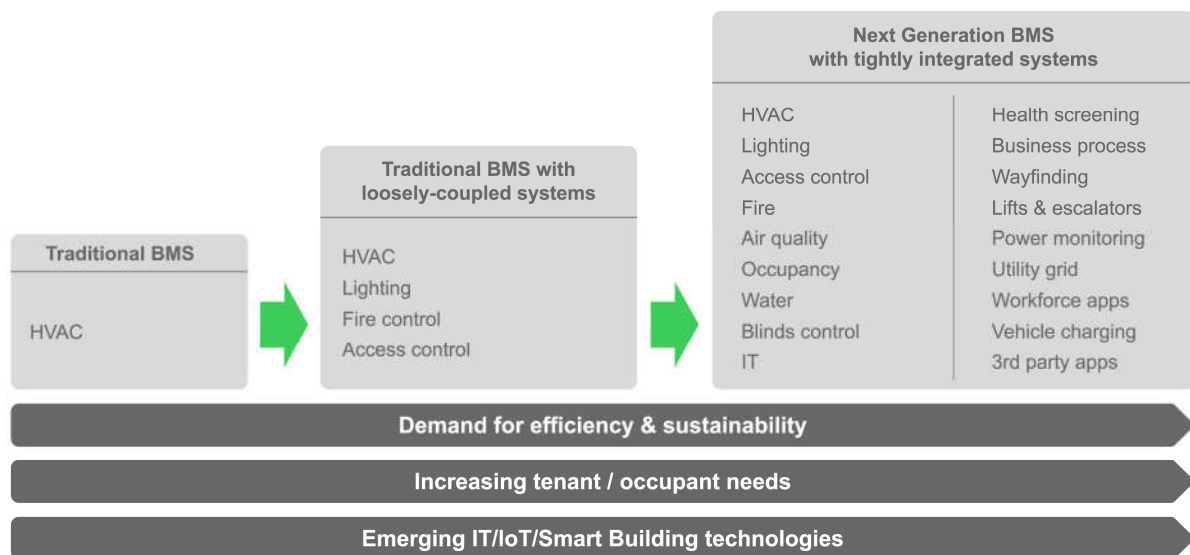 Traditional BMS
HVAC
Traditional BMS with
loosely-coupled systems
HVAC
Lighting
Fire control
Access control
Next Generation BMS
with tightly integrated systems
HVAC
Lighting
Access control
Fire
Air quality
Occupancy
Water
Blinds control
IT
Health screening
Business process
Wayfinding
Lifts & escalators
Power monitoring
Utility grid
Workforce apps
Vehicle charging
3rd party apps
Demand for efficiency & sustainability
Increasing tenant / occupant needs
Emerging IT/IoT/Smart Building technologies